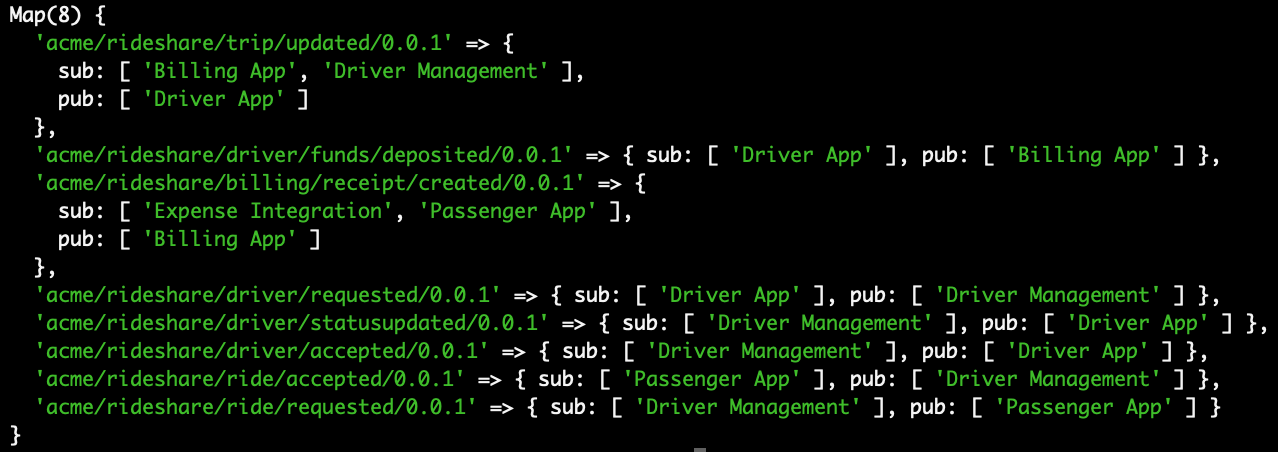 Map(8) {
  'acme/rideshare/trip/updated/0.0.1' => {
    sub: [ 'Billing App', 'Driver Management' ],
    pub: [ 'Driver App' ]
  },
  'acme/rideshare/driver/funds/deposited/0.0.1' => { sub: [ 'Driver App' ], pub: [ 'Billing App' ] },
  'acme/rideshare/billing/receipt/created/0.0.1' => {
    sub: [ 'Expense Integration', 'Passenger App' ],
    pub: [ 'Billing App' ]
  },
  'acme/rideshare/driver/requested/0.0.1' => { sub: [ 'Driver App' ], pub: [ 'Driver Management' ] },
  'acme/rideshare/driver/statusupdated/0.0.1' => { sub: [ 'Driver Management' ], pub: [ 'Driver App' ] },
  'acme/rideshare/driver/accepted/0.0.1' => { sub: [ 'Driver Management' ], pub: [ 'Driver App' ] },
  'acme/rideshare/ride/accepted/0.0.1' => { sub: [ 'Passenger App' ], pub: [ 'Driver Management' ] },
  'acme/rideshare/ride/requested/0.0.1' => { sub: [ 'Driver Management' ], pub: [ 'Passenger App' ] }
}